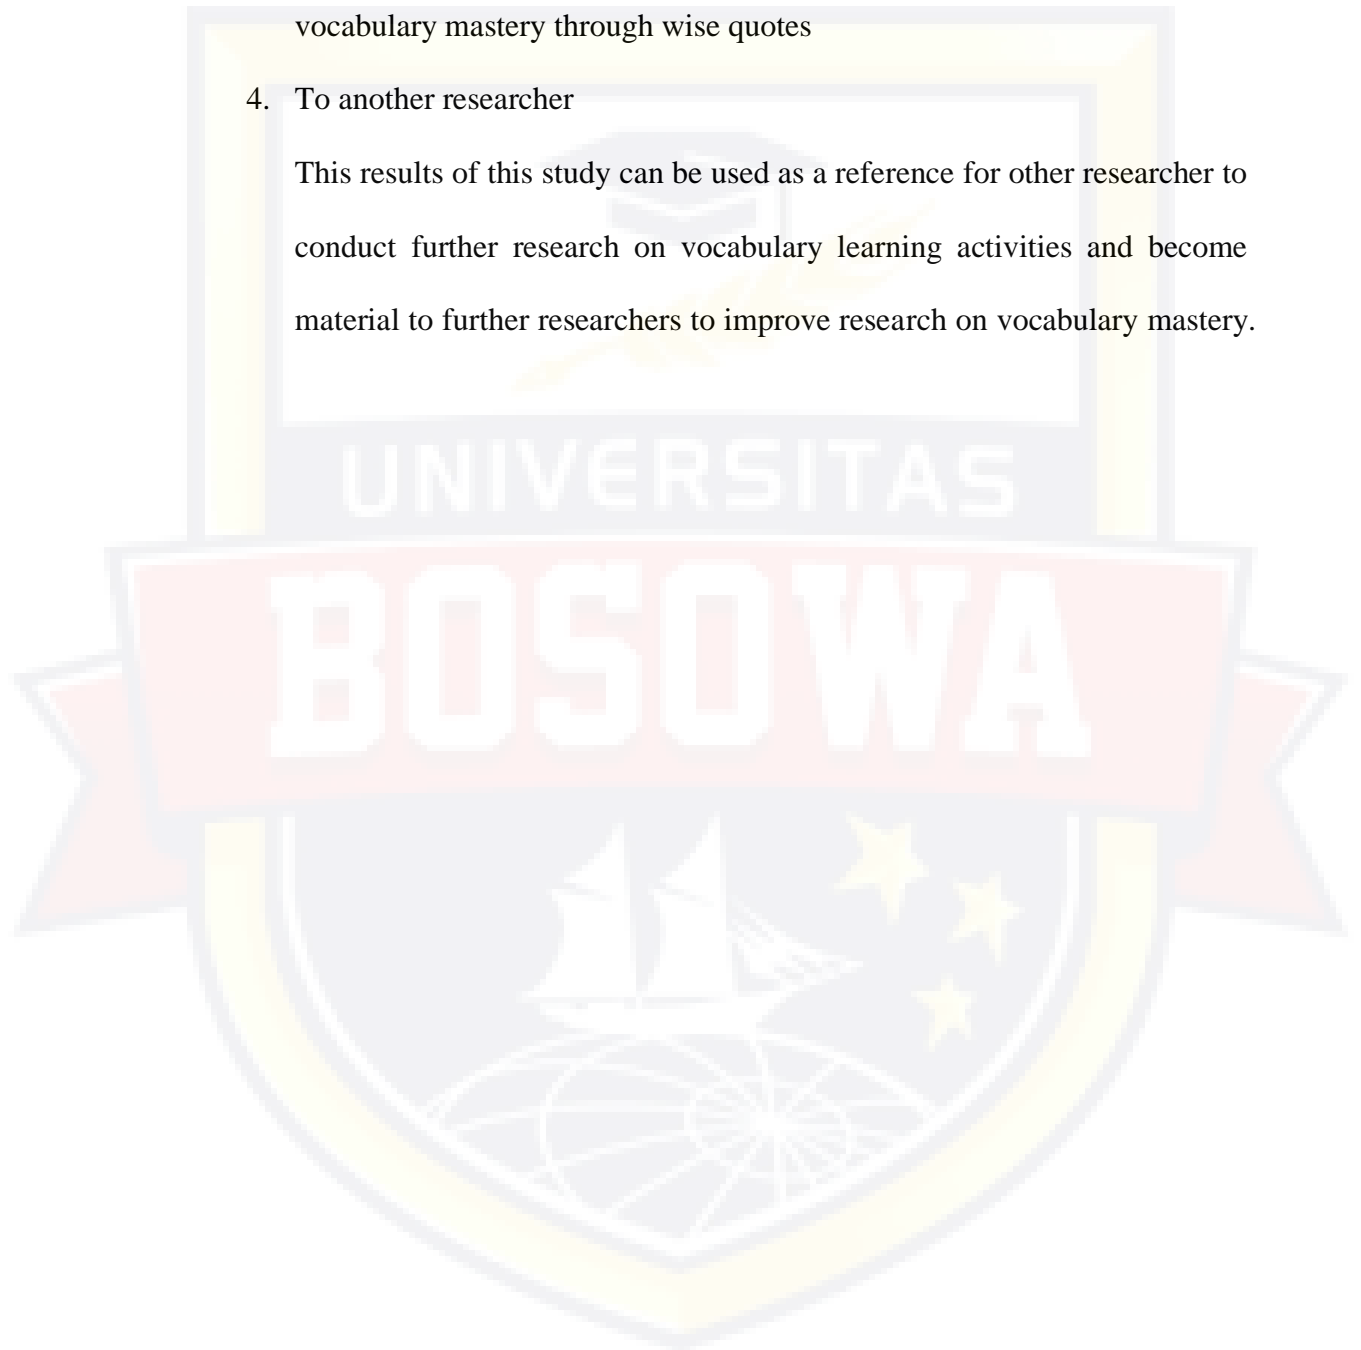 vocabulary mastery through wise quotes
4. To another researcher
This results of this study can be used as a reference for other researcher to
conduct further research on vocabulary learning activities and become
material to further researchers to improve research on vocabulary mastery.
UNIVERSITAS
BOSOWA